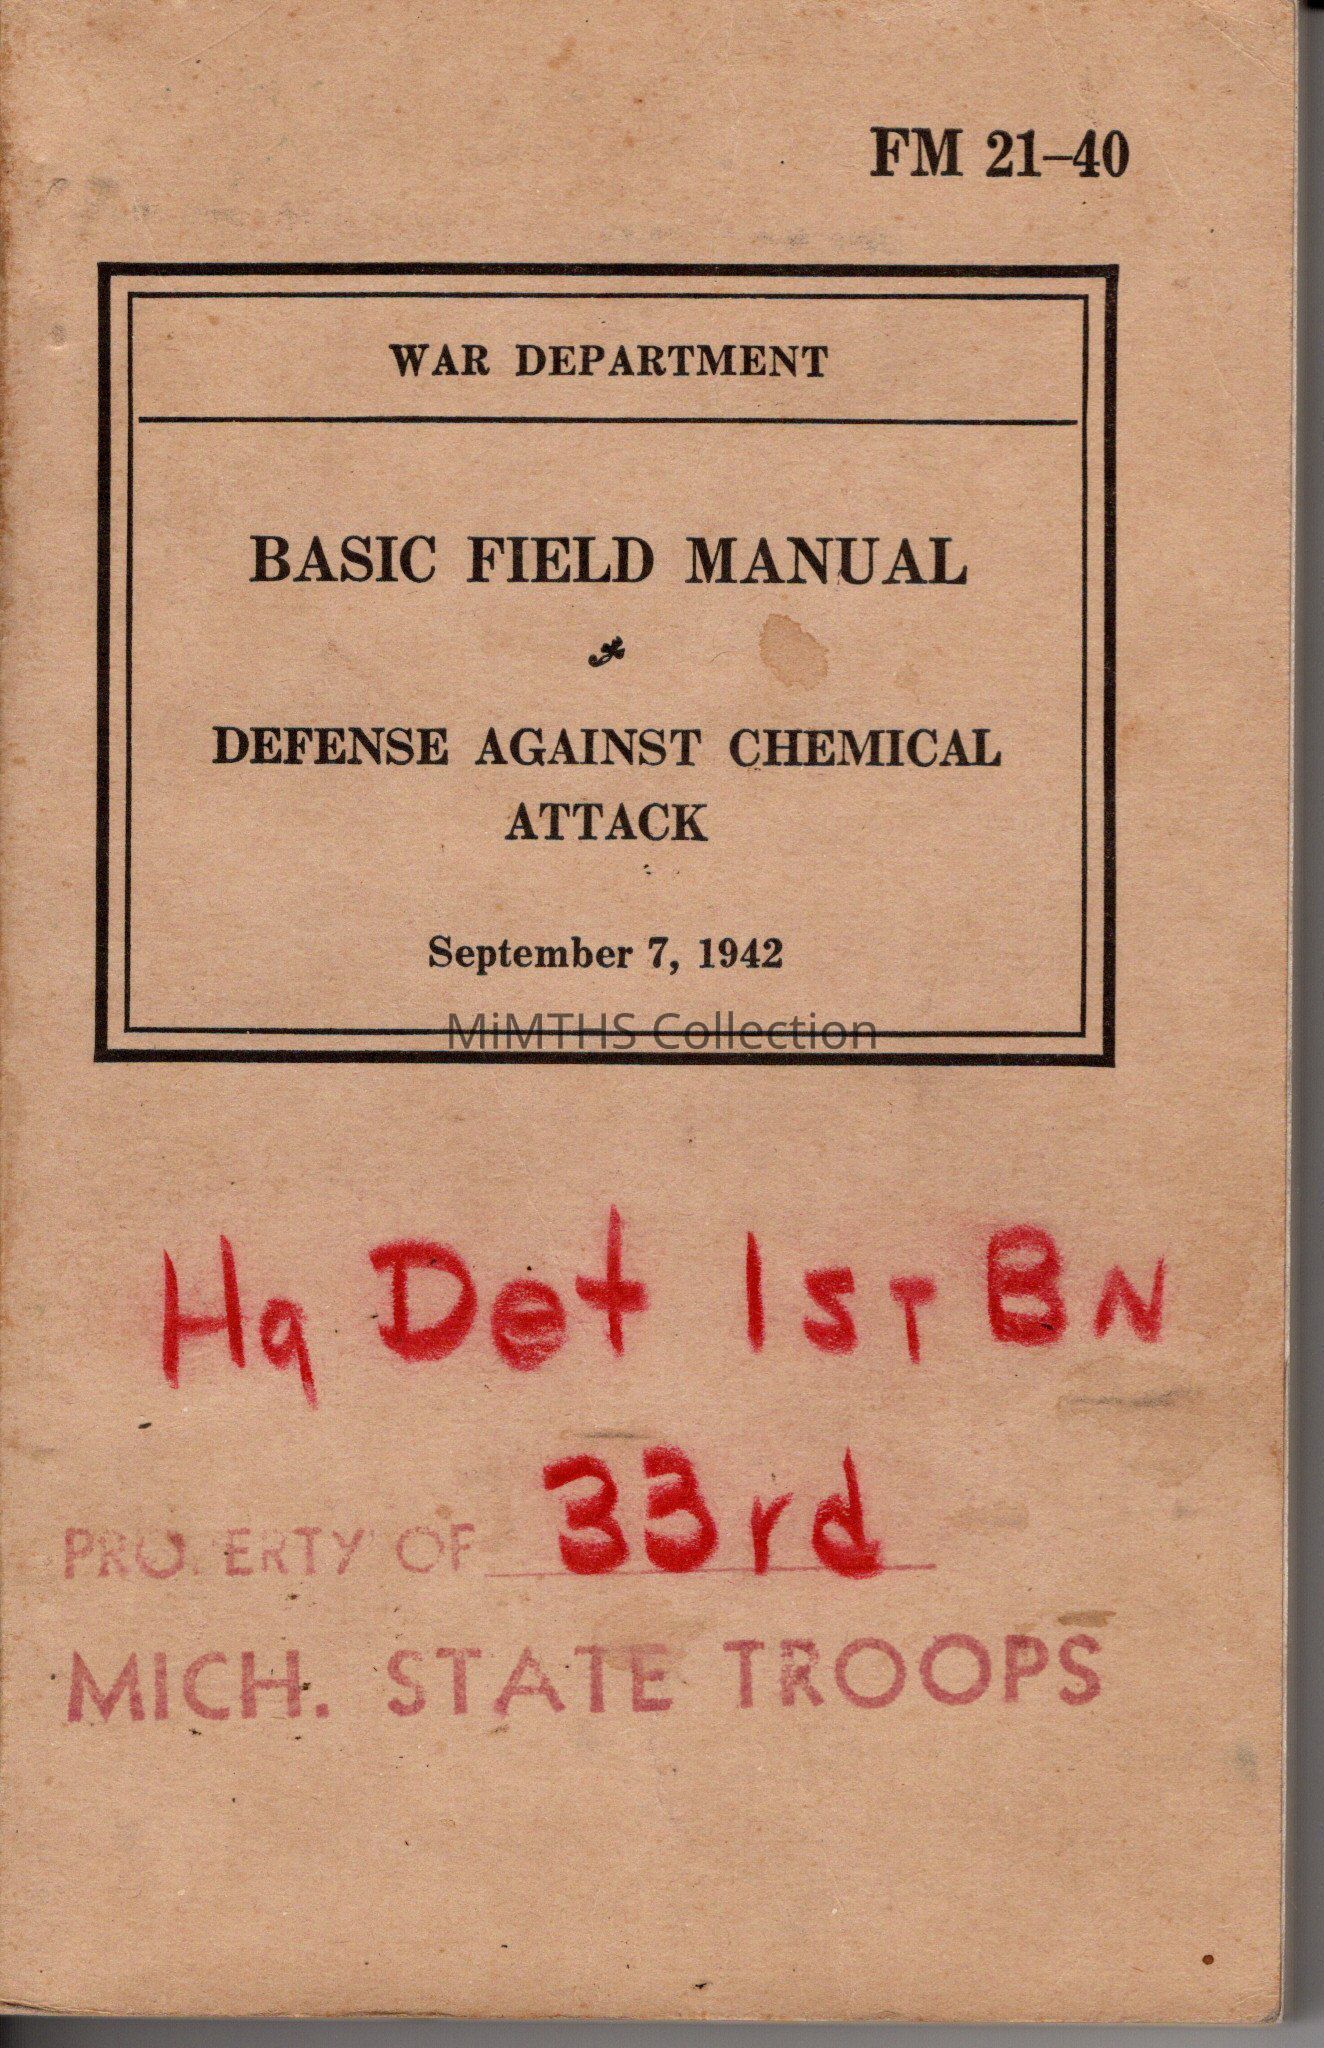 FM 21–40
WAR DEPARTMENT
BASIC FIELD MANUAL
DEFENSE AGAINST CHEMICAL
ATTACK
September 7, 1942
MiMTHS Collection
Hq Det 1ST BN
PROPERTY OF 33rd
MICH. STATE TROOPS